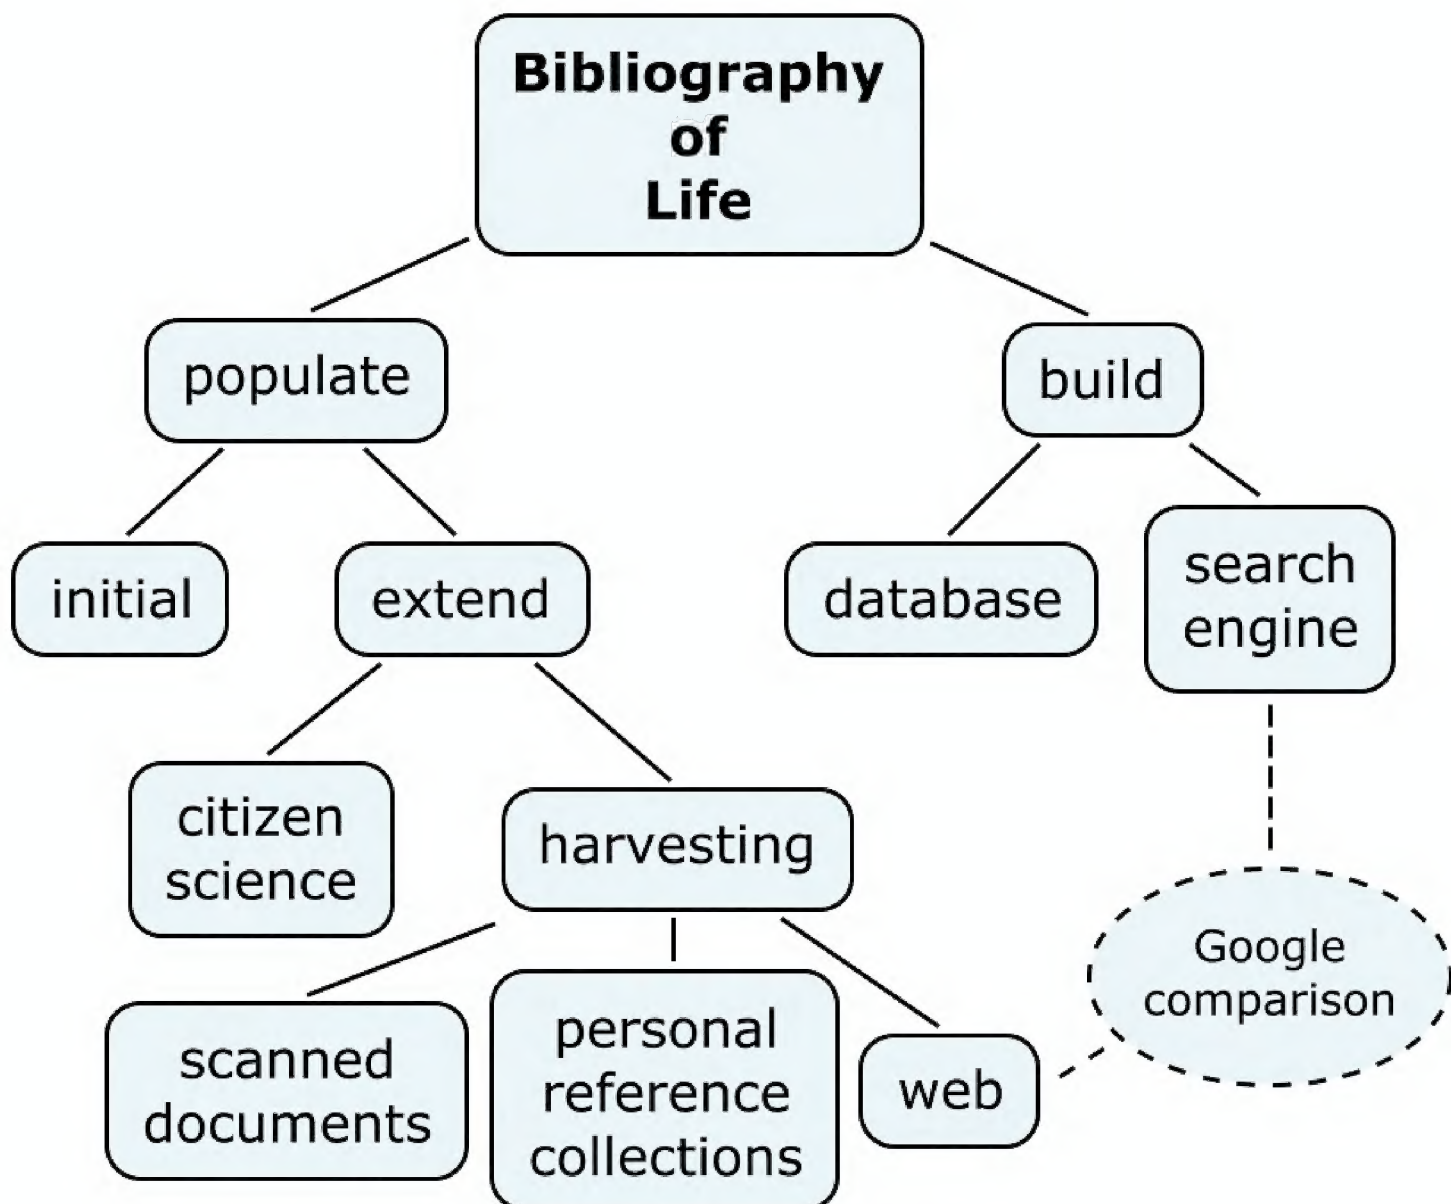 Bibliography
of
Life
populate
build
initial
extend
database
search
engine
citizen
science
harvesting
Google
comparison
scanned
documents
personal
reference
collections
web